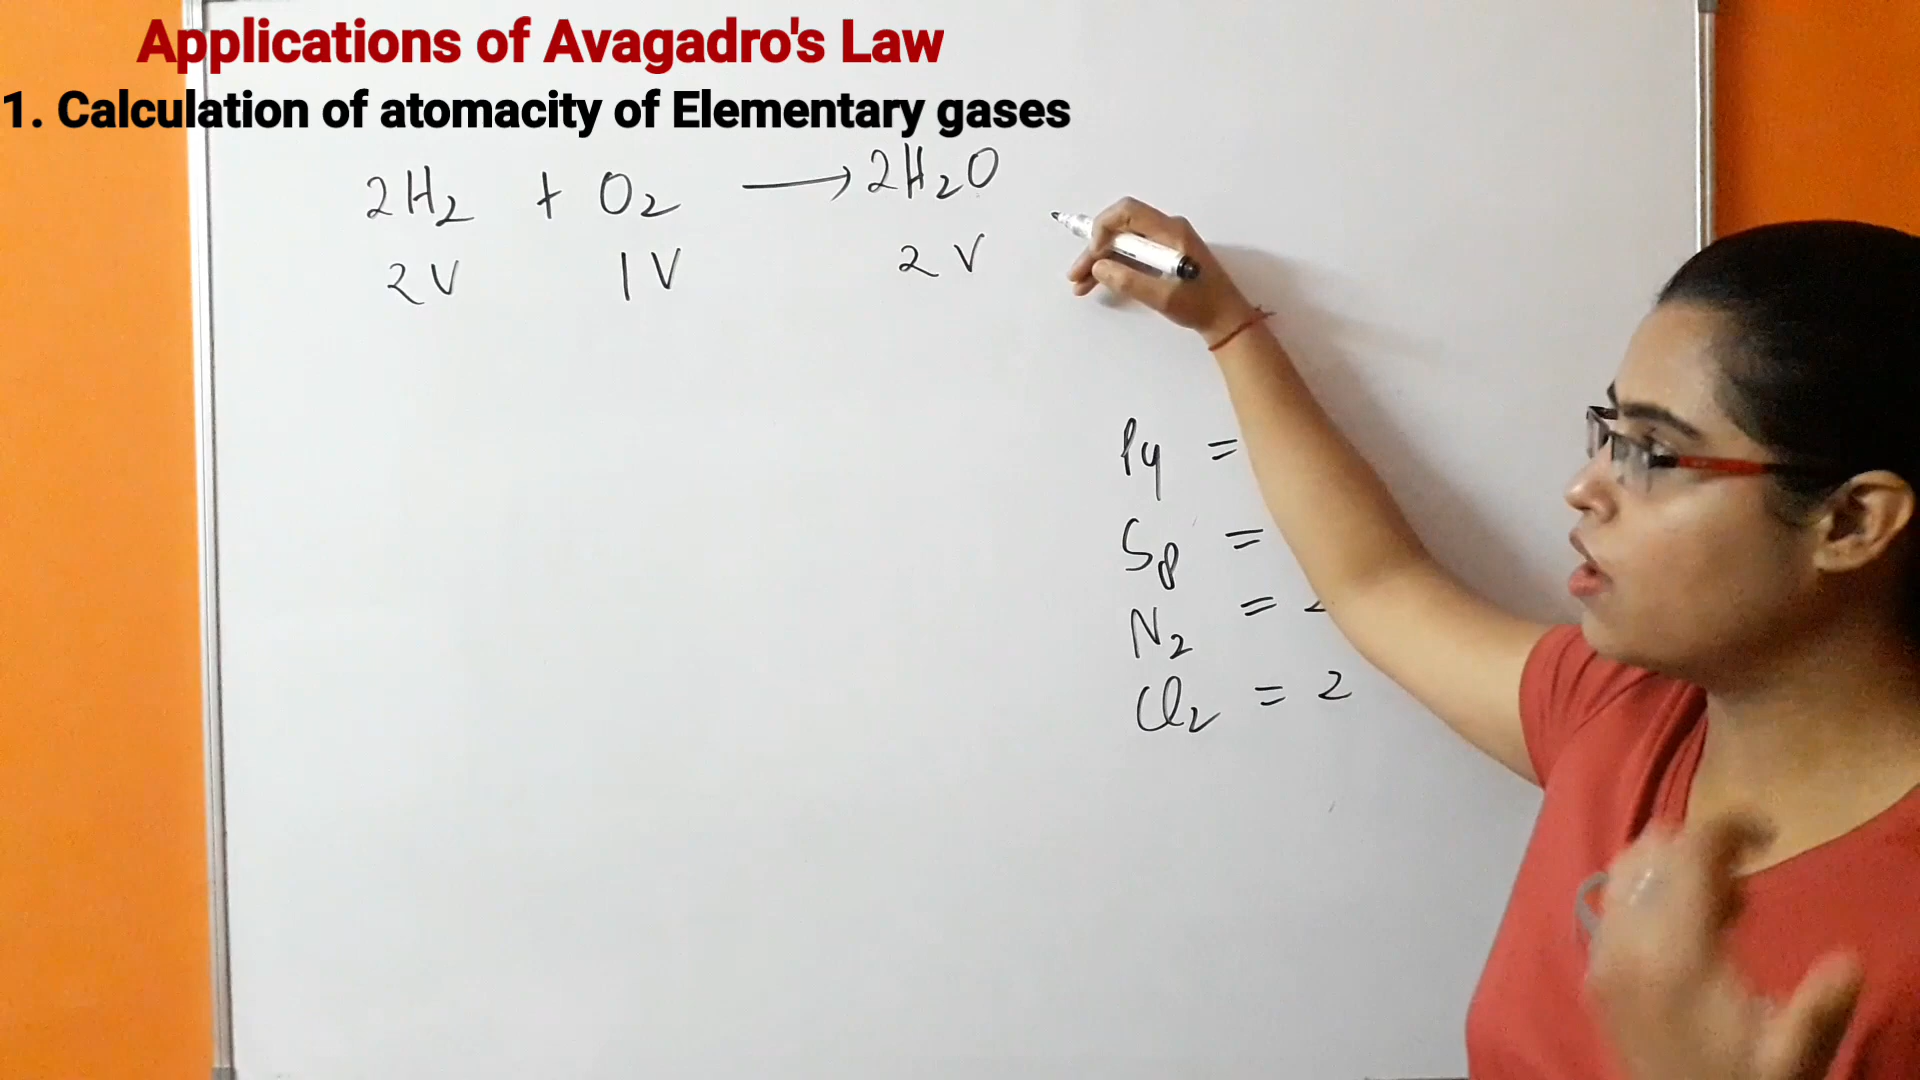 Applications of Avagadro's Law
1. Calculation of atomacity of Elementary gases
2H₂ + O₂ → 2H₂O
2V 1V 2V
P₄ =
S₈ =
N₂ =
Cl₂ = 2